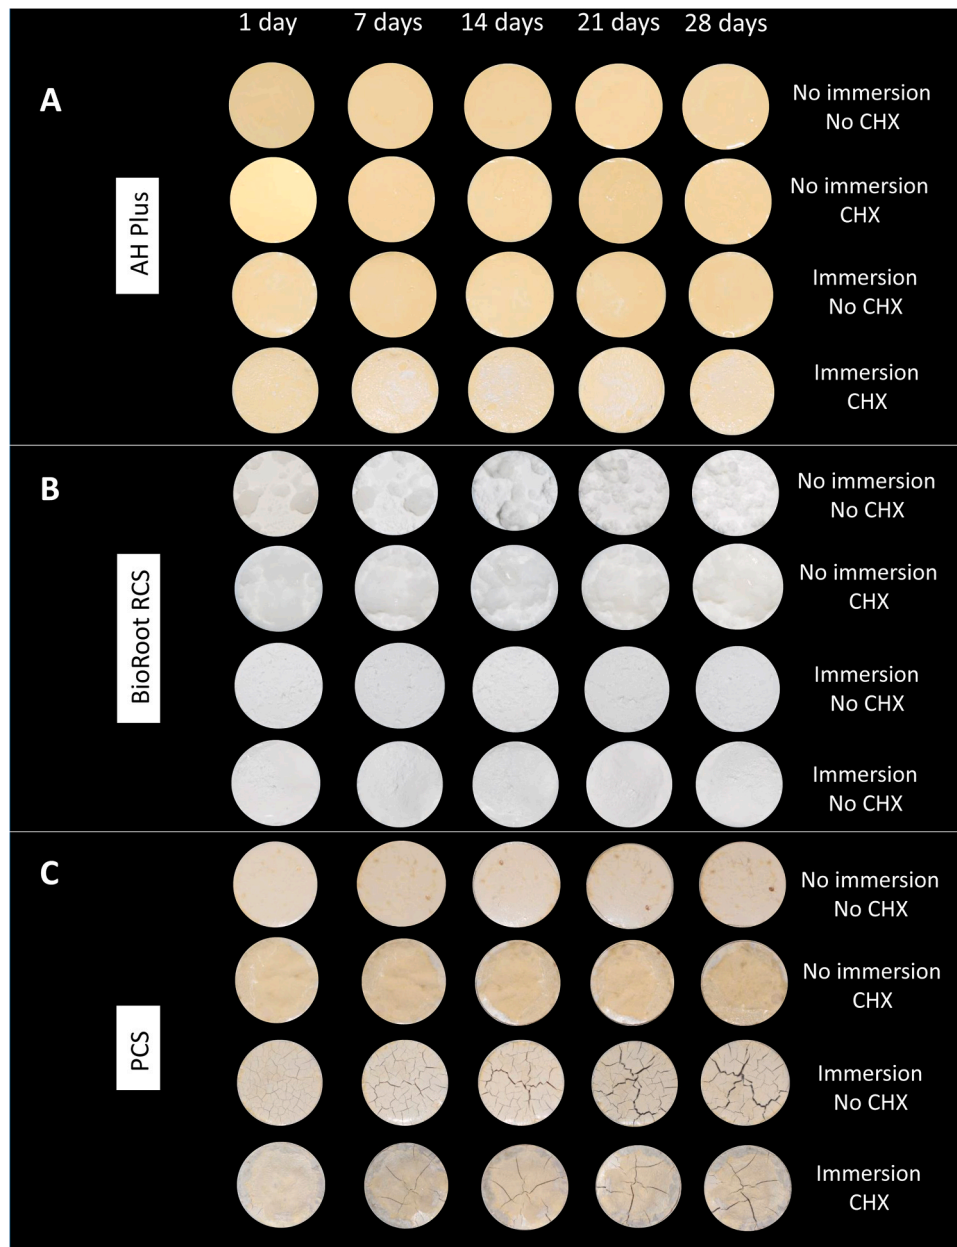 1 day 7 days 14 days 21 days 28 days
A
AH Plus
No immersion
No CHX
No immersion
CHX
Immersion
No CHX
Immersion
CHX
B
BioRoot RCS
No immersion
No CHX
No immersion
CHX
Immersion
No CHX
Immersion
No CHX
C
PCS
No immersion
No CHX
No immersion
CHX
Immersion
No CHX
Immersion
CHX